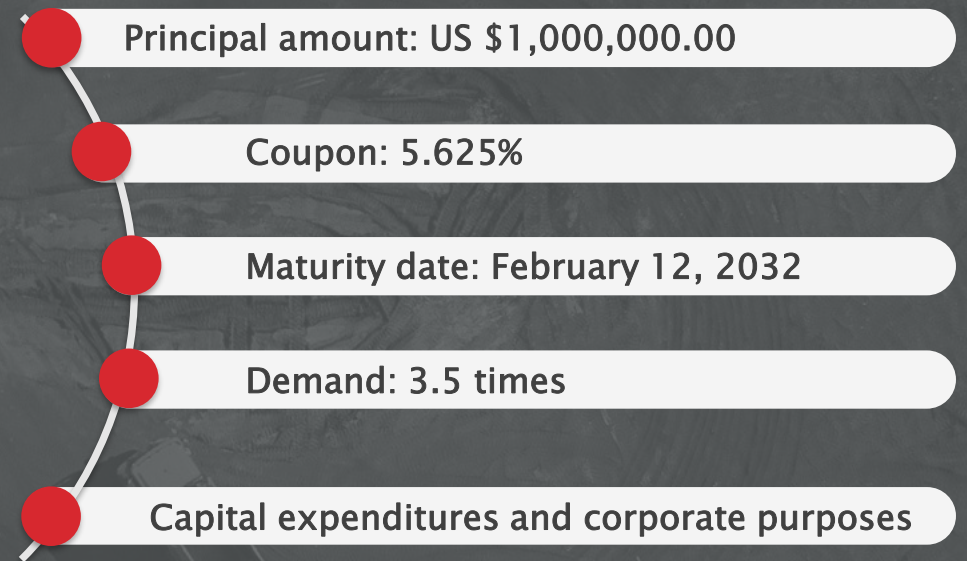 Principal amount: US $1,000,000.00
Coupon: 5.625%
Maturity date: February 12, 2032
Demand: 3.5 times
Capital expenditures and corporate purposes